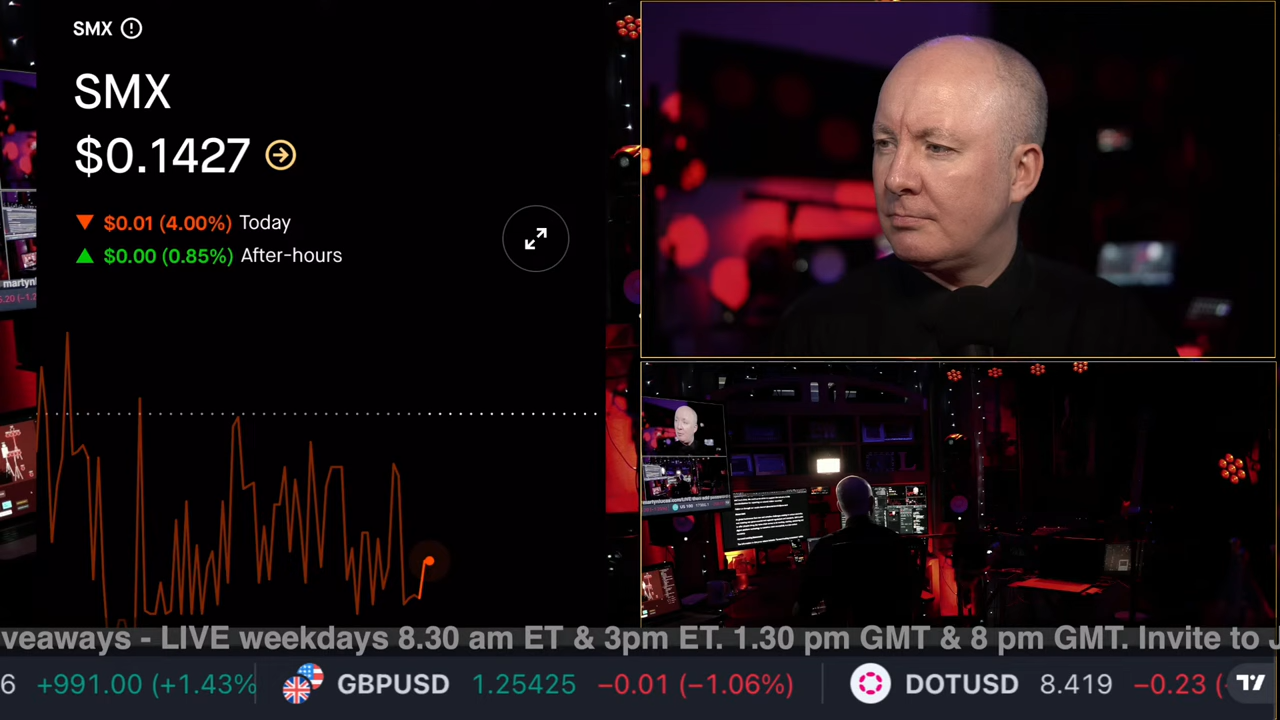 SMX
SMX
$0.1427
$0.01 (4.00%) Today
$0.00 (0.85%) After-hours
veaways - LIVE weekdays 8.30 am ET & 3pm ET. 1.30 pm GMT & 8 pm GMT. Invite to J
6 +991.00 (+1.43%) GBPUSD 1.25425 −0.01 (−1.06%) DOTUSD 8.419 −0.23 (